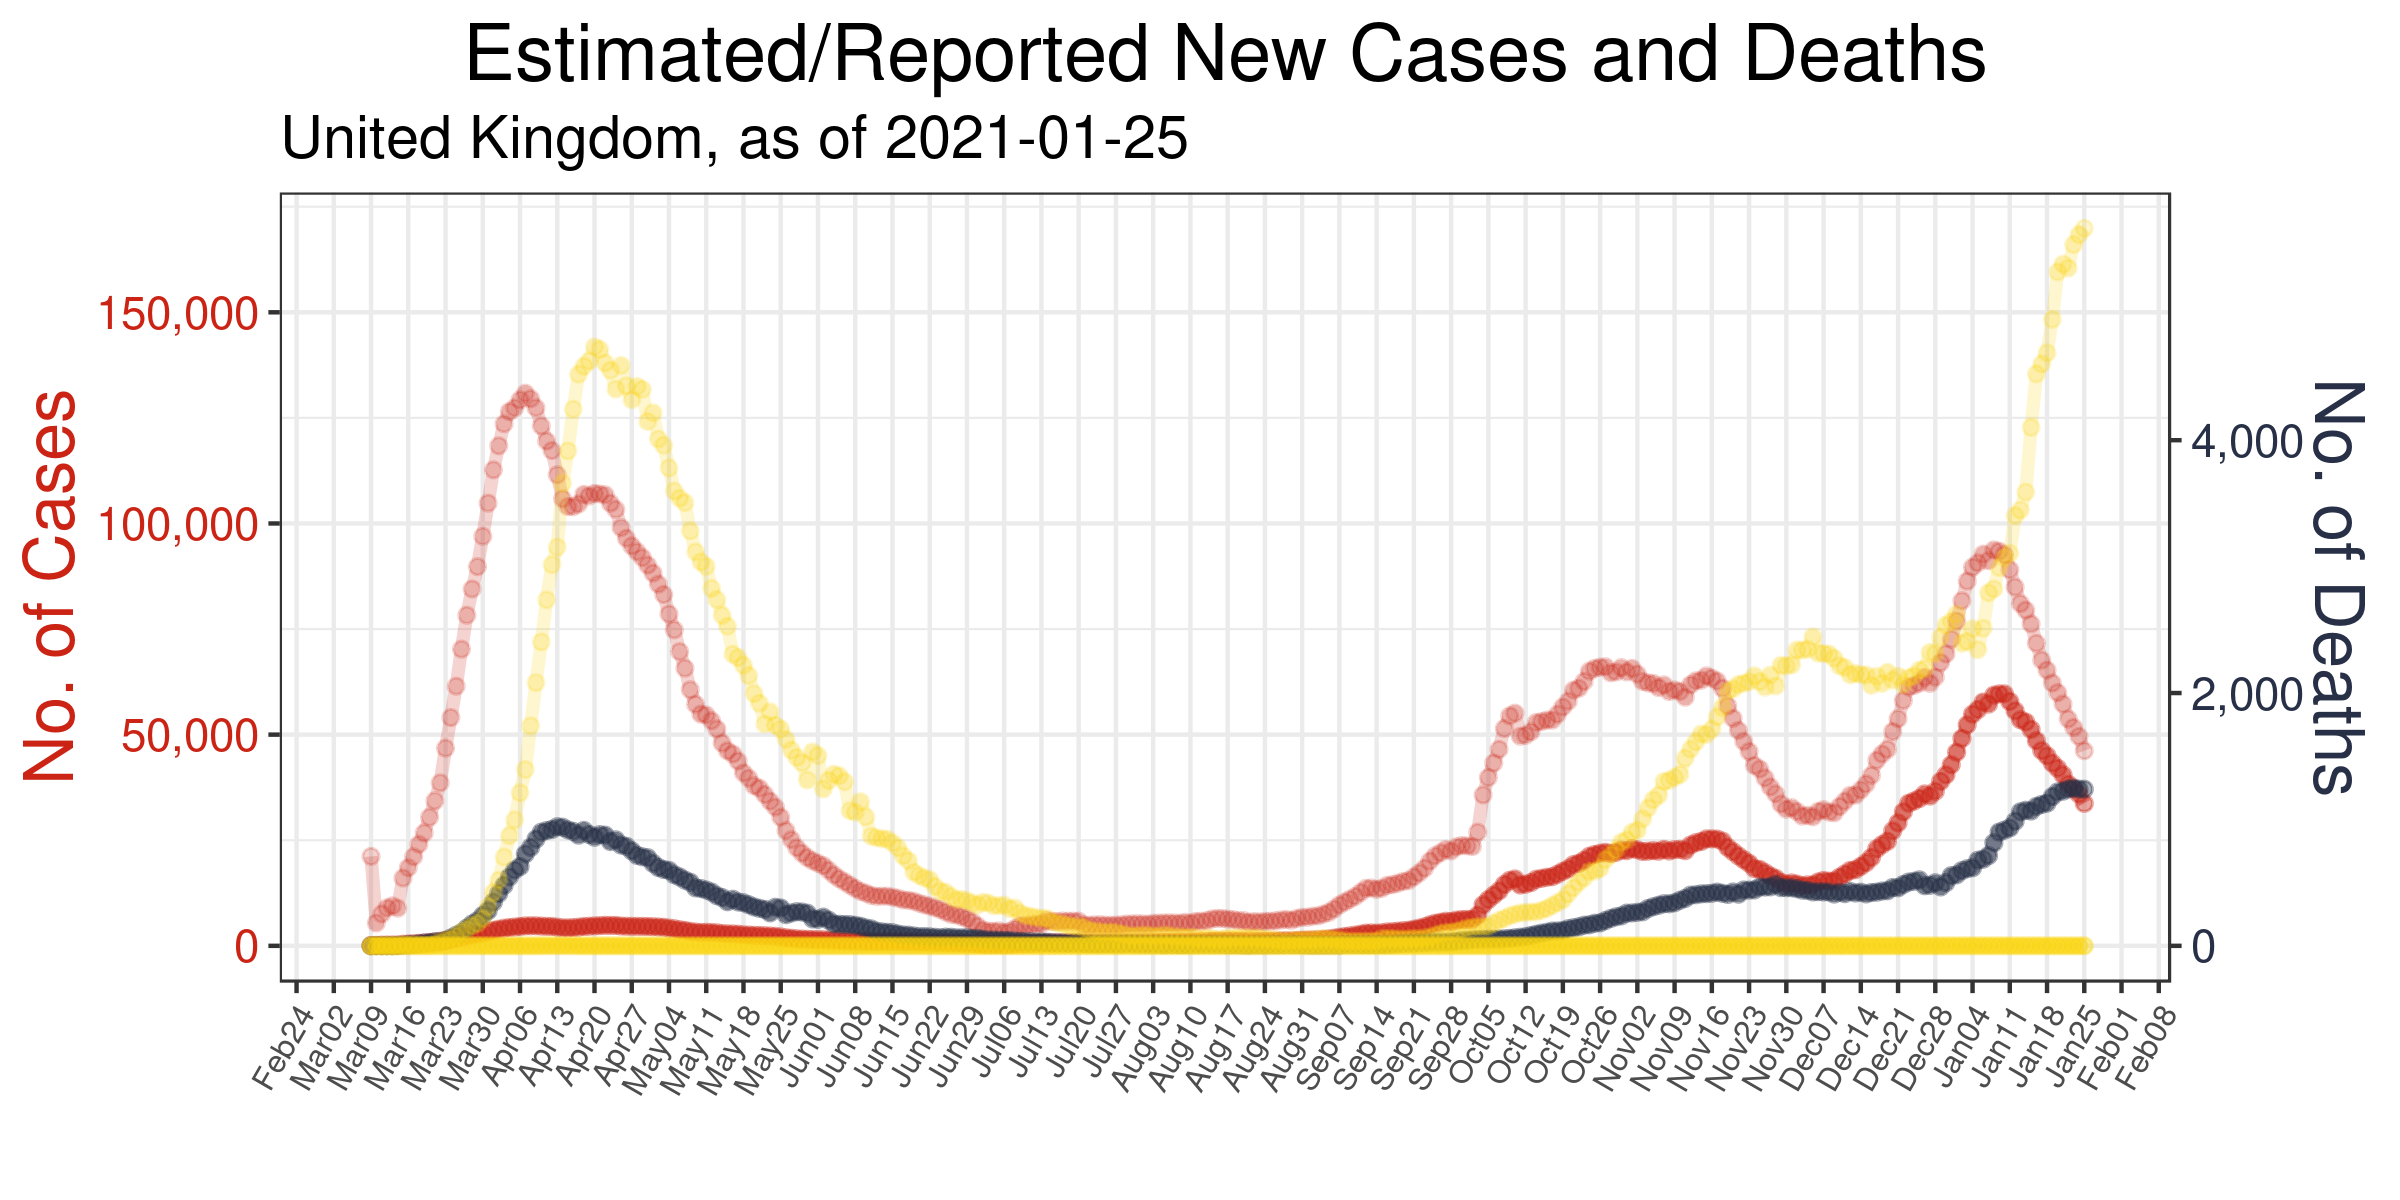 Estimated/Reported New Cases and Deaths
United Kingdom, as of 2021-01-25
No. of Cases
150,000
100,000
50,000
0
No. of Deaths
4,000
2,000
0
Feb24
Mar02
Mar09
Mar16
Mar23
Mar30
Apr06
Apr13
Apr20
Apr27
May04
May11
May18
May25
Jun01
Jun08
Jun15
Jun22
Jun29
Jul06
Jul13
Jul20
Jul27
Aug03
Aug10
Aug17
Aug24
Aug31
Sep07
Sep14
Sep21
Sep28
Oct05
Oct12
Oct19
Oct26
Nov02
Nov09
Nov16
Nov23
Nov30
Dec07
Dec14
Dec21
Dec28
Jan04
Jan11
Jan18
Jan25
Feb01
Feb08